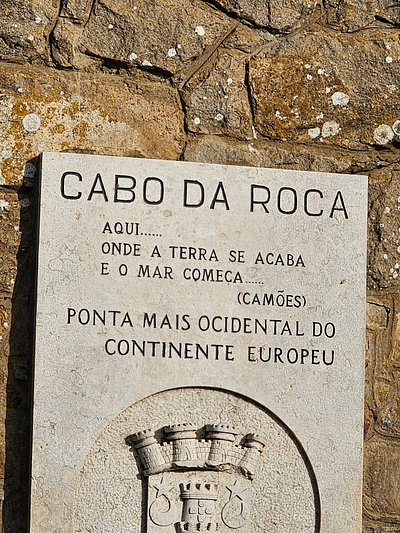 CABO DA ROCA
AQUI......
ONDE A TERRA SE ACABA
E O MAR COMEÇA......
(CAMÕES)
PONTA MAIS OCIDENTAL DO
CONTINENTE EUROPEU